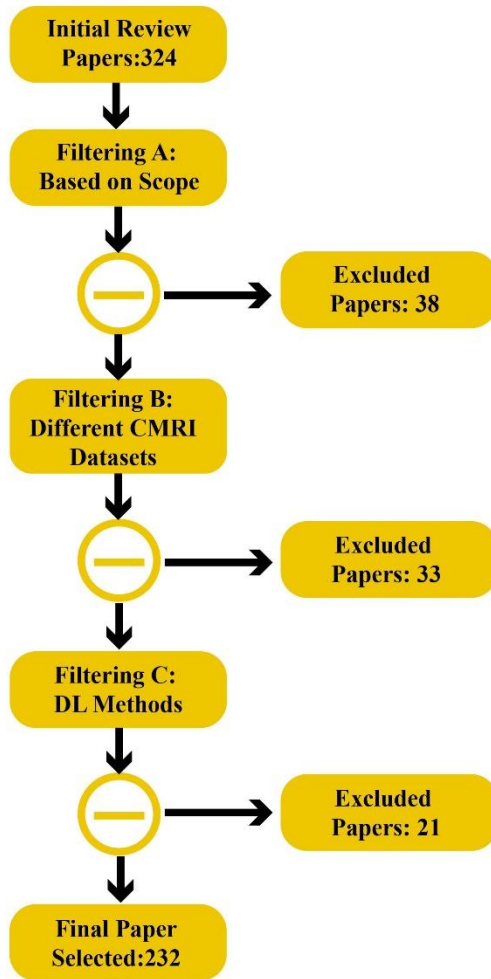 Initial Review
Papers:324
Filtering A:
Based on Scope
Excluded
Papers: 38
Filtering B:
Different CMRI
Datasets
Excluded
Papers: 33
Filtering C:
DL Methods
Excluded
Papers: 21
Final Paper
Selected:232